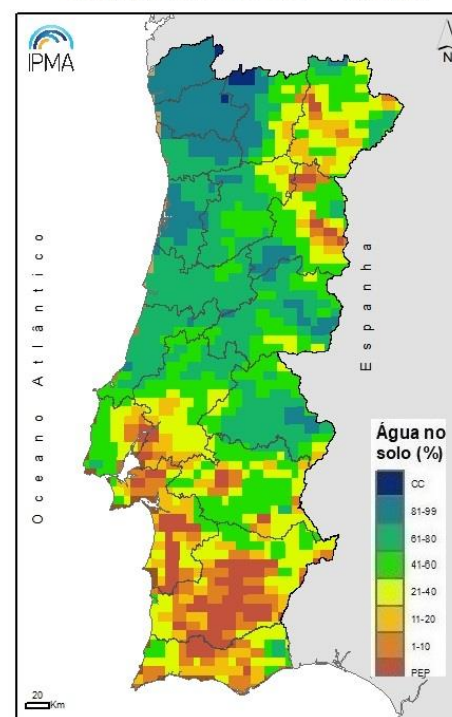 IPMA
N
Oceano Atlântico
Espanha
Água no
solo (%)
CC
81-99
61-80
41-60
21-40
11-20
1-10
PEP
20
Km